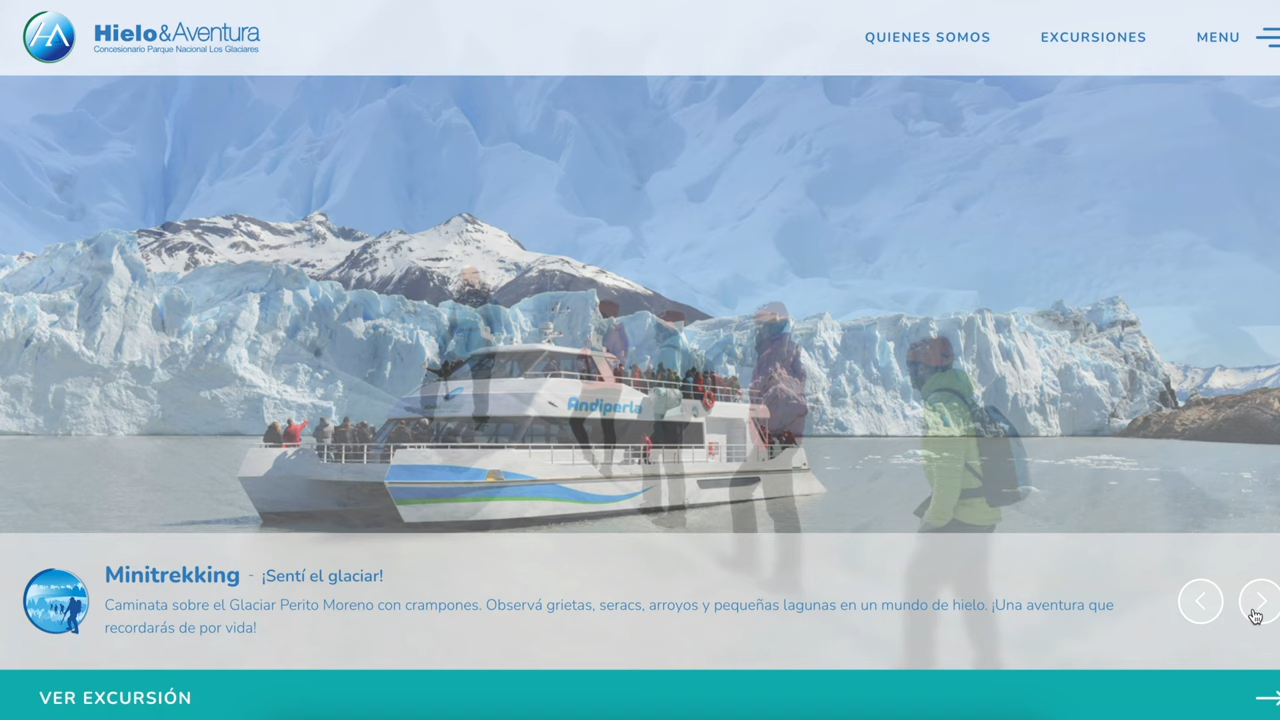 Hielo&Aventura
Concesionario Parque Nacional Los Glaciares
QUIENES SOMOS
EXCURSIONES
MENU
Andiperla
Minitrekking - ¡Sentí el glaciar!
Caminata sobre el Glaciar Perito Moreno con crampones. Observá grietas, seracs, arroyos y pequeñas lagunas en un mundo de hielo. ¡Una aventura que
recordarás de por vida!
VER EXCURSIÓN